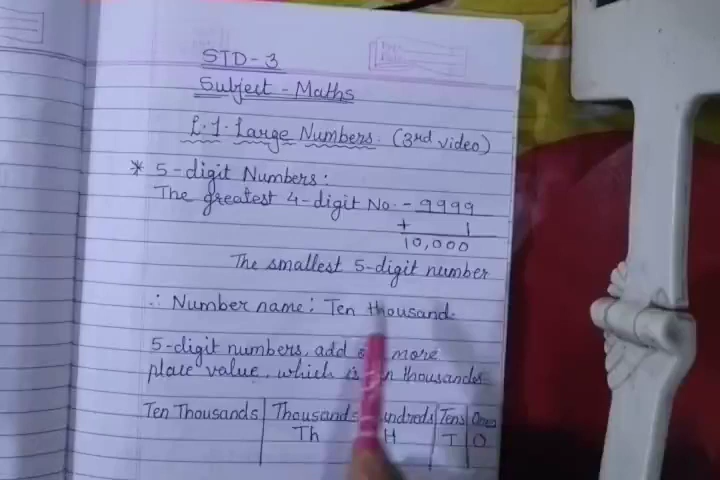 STD-3
Subject - Maths
L.1. Large Numbers. (3rd video)
* 5-digit Numbers:
The greatest 4-digit No. - 9999
+ 1
10,000
The smallest 5-digit number
∴ Number name: Ten thousand.
5-digit numbers, add more
place value, which is thousands
Ten Thousands | Thousands | Hundreds | Tens | Ones
Th | H | T | O